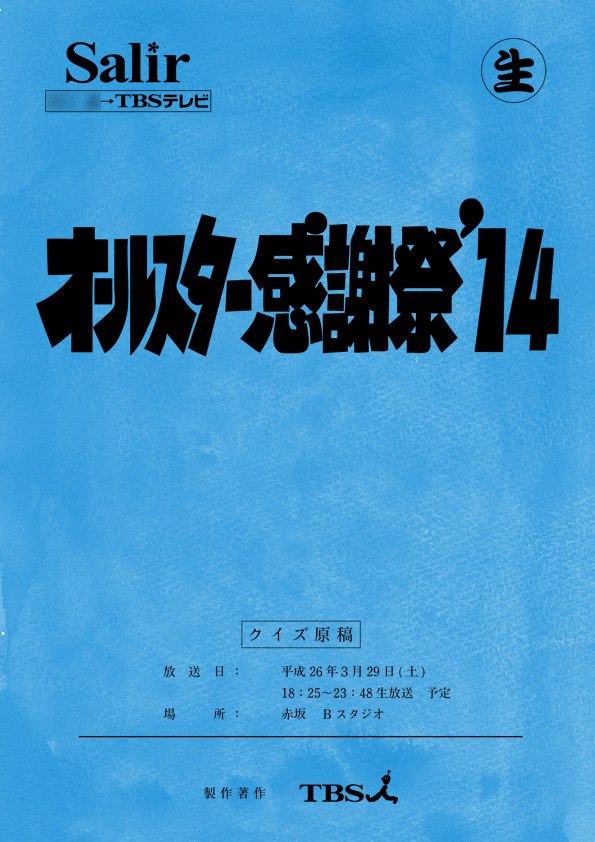 Salir
生
→TBSテレビ
オールスター感謝祭'14
クイズ原稿
放送日： 平成26年3月29日(土)
18：25～23：48生放送 予定
場所： 赤坂 Bスタジオ
製作著作 TBS